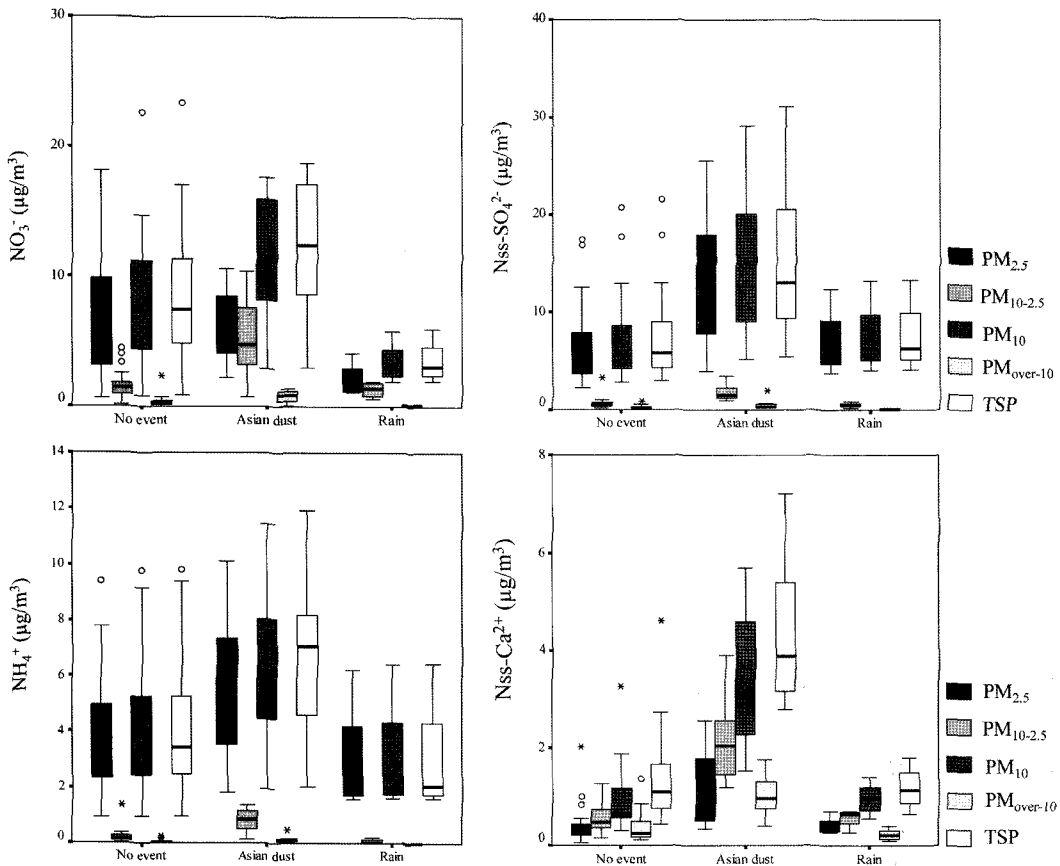 NO₃⁻ (µg/m³)
30
20
10
0
No event Asian dust Rain
Nss-SO₄²⁻ (µg/m³)
40
30
20
10
0
No event Asian dust Rain
PM₂.₅
PM₁₀₋₂.₅
PM₁₀
PMover-10
TSP
NH₄⁺ (µg/m³)
14
12
10
8
6
4
2
0
No event Asian dust Rain
Nss-Ca²⁺ (µg/m³)
8
6
4
2
0
No event Asian dust Rain
PM₂.₅
PM₁₀₋₂.₅
PM₁₀
PMover-10
TSP